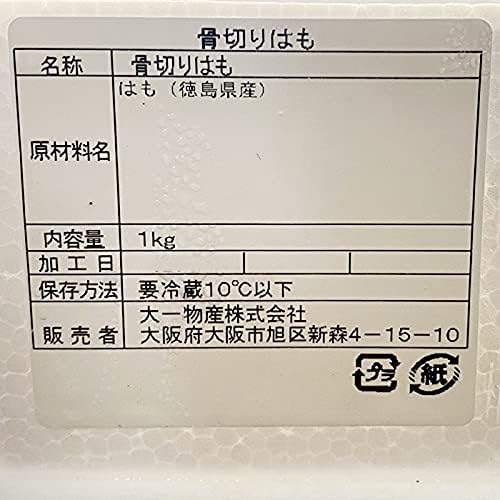 骨切りはも
名称 骨切りはも
原材料名 はも（徳島県産）
内容量 1kg
加工日
保存方法 要冷蔵10℃以下
販売者 大一物産株式会社
大阪府大阪市旭区新森4-15-10
プラ 紙